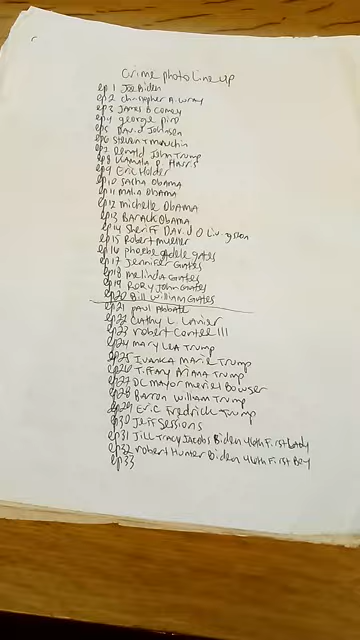 Crime photo line up
ep 1 Joe Biden
ep 2 christopher A. wray
ep 3 James B Comey
ep 4 george piro
ep 5 David Johnson
ep 6 Steven T mnuchin
ep 7 Donald John Trump
ep 8 Kamala D Harris
ep 9 Eric Holder
ep 10 Sasha Obama
ep 11 Malia Obama
ep 12 michelle Obama
ep 13 Barack Obama
ep 14 Sheriff David O Livingston
ep 15 Robert mueller
ep 16 phoebe adele gates
ep 17 Jennifer Gates
ep 18 melinda Gates
ep 19 Rory John Gates
ep 20 Bill William Gates
ep 21 paul Abbate
ep 22 Cathy L. Lanier
ep 23 robert Contee III
ep 24 Mary Lea Trump
ep 25 Ivanka Marie Trump
ep 26 Tiffany Ariana Trump
ep 27 DC Mayor Meriel Bowser
ep 28 Barron William Trump
ep 29 Eric Fredrick Trump
ep 30 Jeff Sessions
ep 31 Jill Tracy Jacobs Biden 46th First Lady
ep 32 robert Hunter Biden 46th First Boy
ep 33